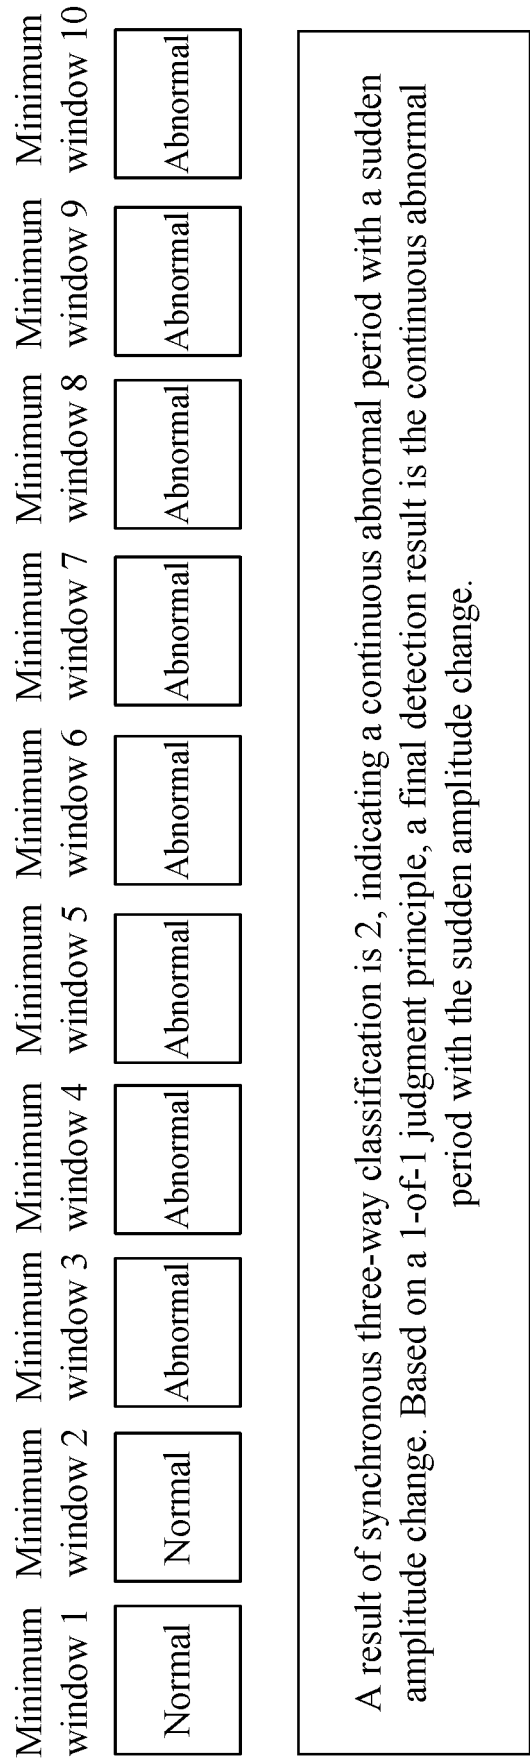 Minimum
window 1
Minimum
window 2
Minimum
window 3
Minimum
window 4
Minimum
window 5
Minimum
window 6
Minimum
window 7
Minimum
window 8
Minimum
window 9
Minimum
window 10
Normal
Normal
Abnormal
Abnormal
Abnormal
Abnormal
Abnormal
Abnormal
Abnormal
Abnormal
A result of synchronous three-way classification is 2, indicating a continuous abnormal period with a sudden
amplitude change. Based on a 1-of-1 judgment principle, a final detection result is the continuous abnormal
period with the sudden amplitude change.